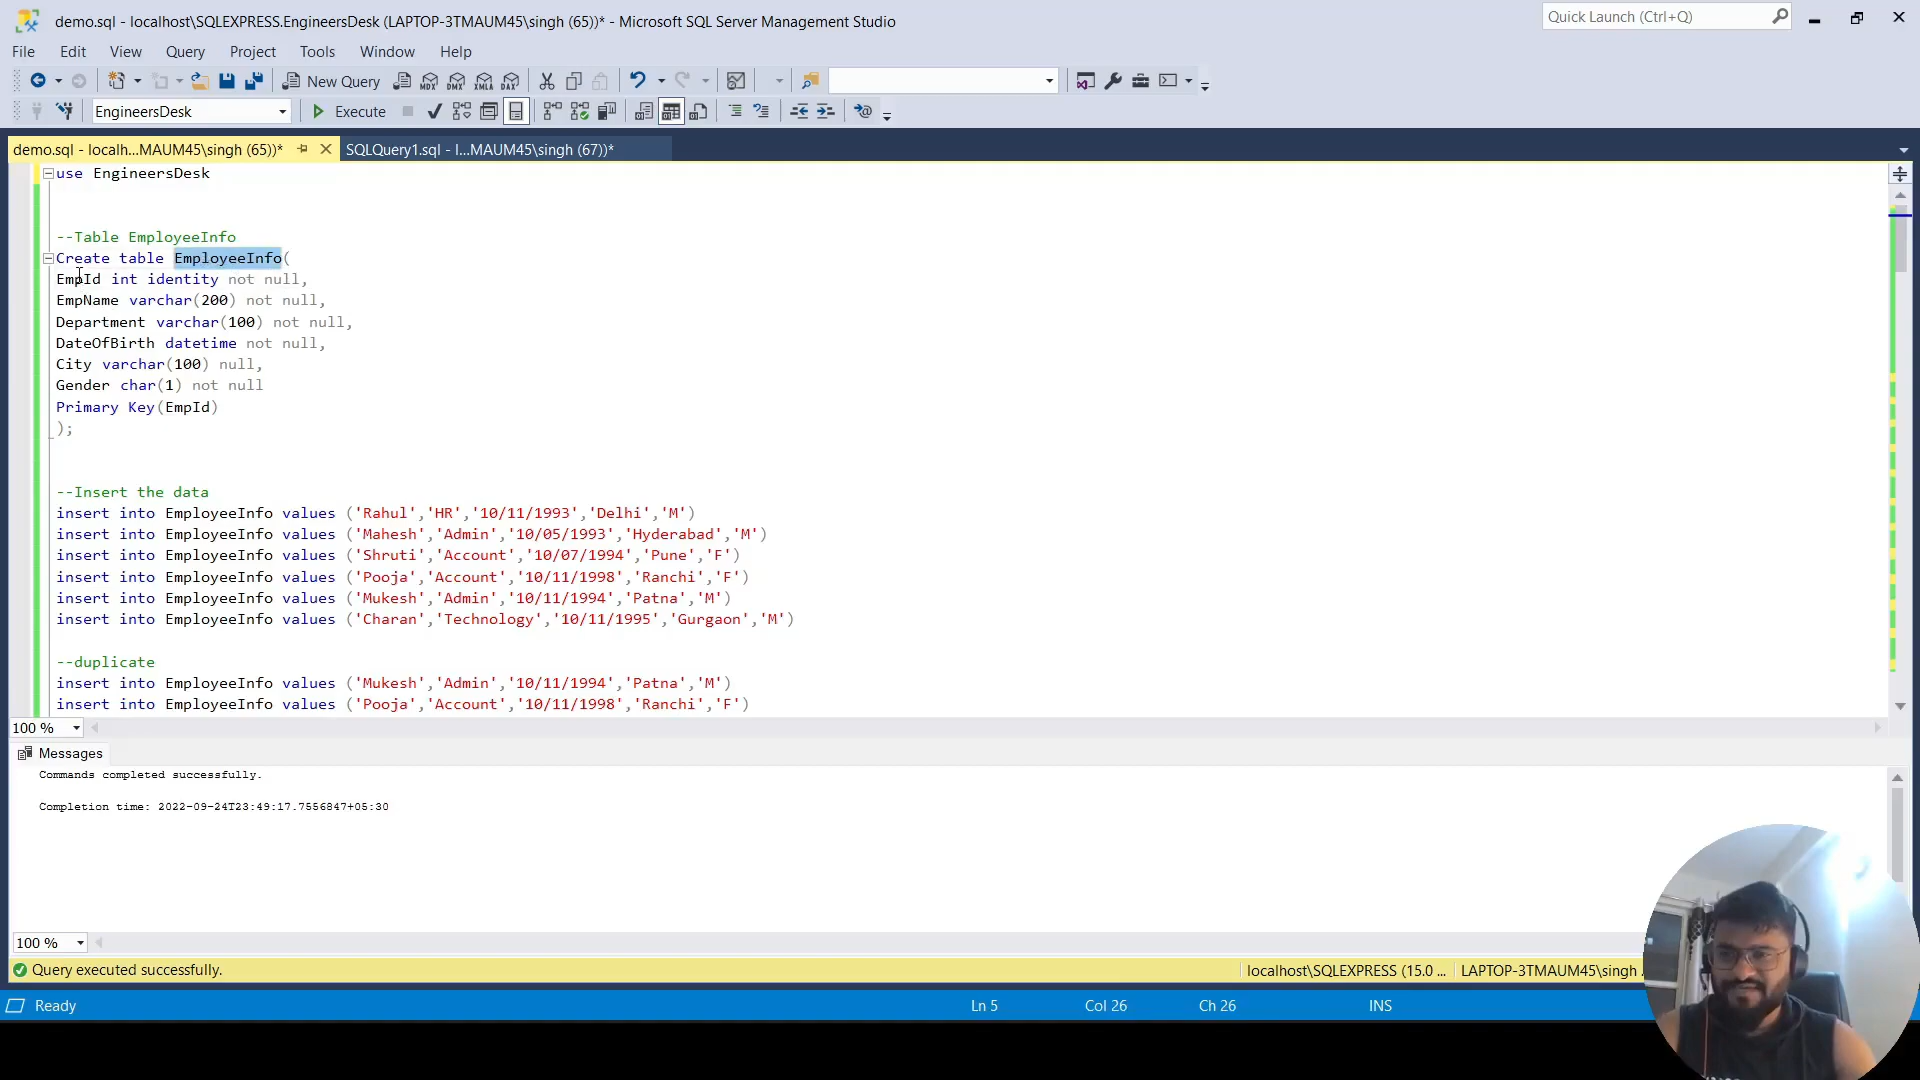 demo.sql - localhost\SQLEXPRESS.EngineersDesk (LAPTOP-3TMAUM45\singh (65))* - Microsoft SQL Server Management Studio
Quick Launch (Ctrl+Q)
File Edit View Query Project Tools Window Help
New Query
MDX DMX XMLA DAX
EngineersDesk
Execute
demo.sql - localh...MAUM45\singh (65))*
SQLQuery1.sql - l...MAUM45\singh (67))*
use EngineersDesk
--Table EmployeeInfo
Create table EmployeeInfo(
EmpId int identity not null,
EmpName varchar(200) not null,
Department varchar(100) not null,
DateOfBirth datetime not null,
City varchar(100) null,
Gender char(1) not null
Primary Key(EmpId)
);
--Insert the data
insert into EmployeeInfo values ('Rahul','HR','10/11/1993','Delhi','M')
insert into EmployeeInfo values ('Mahesh','Admin','10/05/1993','Hyderabad','M')
insert into EmployeeInfo values ('Shruti','Account','10/07/1994','Pune','F')
insert into EmployeeInfo values ('Pooja','Account','10/11/1998','Ranchi','F')
insert into EmployeeInfo values ('Mukesh','Admin','10/11/1994','Patna','M')
insert into EmployeeInfo values ('Charan','Technology','10/11/1995','Gurgaon','M')
--duplicate
insert into EmployeeInfo values ('Mukesh','Admin','10/11/1994','Patna','M')
insert into EmployeeInfo values ('Pooja','Account','10/11/1998','Ranchi','F')
100 %
Messages
Commands completed successfully.
Completion time: 2022-09-24T23:49:17.7556847+05:30
100 %
Query executed successfully.
localhost\SQLEXPRESS (15.0 ...
LAPTOP-3TMAUM45\singh
Ready
Ln 5
Col 26
Ch 26
INS